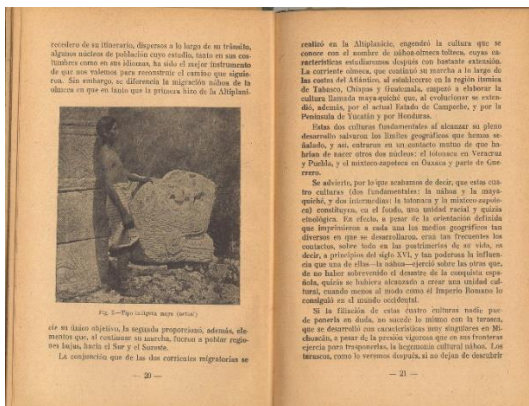 recedera de su itinerario, dispersos a lo largo de su tránsito,
algunos núcleos de población cuyo estudio, tanto en sus cos-
tumbres como en sus idiomas, ha sido el mejor instrumento
de que nos valemos para reconstruir el camino que siguie-
ron. Sin embargo, se diferencia la migración náhoa de la
olmeca en que en tanto que la primera hizo de la Altiplani-
Fig. 2.—Tipo indígena maya (actual)
cie su único objetivo, la segunda proporcionó, además, ele-
mentos que, al continuar su marcha, fueron a poblar regio-
nes bajas, hacia el Sur y el Sureste.
La conjunción que de las dos corrientes migratorias se
— 20 —
realizó en la Altiplanicie, engendró la cultura que se
conoce con el nombre de náhoa-olmeca tolteca, cuyas ca-
racterísticas estudiaremos después con bastante extensión.
La corriente olmeca, que continuó su marcha a lo largo de
las costas del Atlántico, al establecerse en la región ístmica
de Tabasco, Chiapas y Guatemala, empezó a elaborar la
cultura llamada maya-quiché que, al evolucionar se exten-
dió, además, por el actual Estado de Campeche, y por la
Península de Yucatán y por Honduras.
Estas dos culturas fundamentales al alcanzar su pleno
desarrollo salvaron los límites geográficos que hemos se-
ñalado, y así, entraron en un contacto mutuo de que ha-
brían de nacer otros dos núcleos: el totonaca en Veracruz
y Puebla, y el mixteco-zapoteca en Oaxaca y parte de Gue-
rrero.
Se advierte, por lo que acabamos de decir, que estas cua-
tro culturas (dos fundamentales: la náhoa y la maya-
quiché, y dos intermedias: la totonaca y la mixteco-zapote-
ca) constituyen, en el fondo, una unidad racial y quizás
etnológica. En efecto, a pesar de la orientación definida
que imprimieron a cada una los medios geográficos tan
diversos en que se desarrollaron, eran tan frecuentes los
contactos, sobre todo en las postrimerías de su vida, es
decir, a principios del siglo XVI, y tan poderosa la influen-
cia que una de ellas—la náhoa—ejerció sobre las otras que,
de no haber sobrevenido el desastre de la conquista espa-
ñola, quizás se hubiera alcanzado a crear una unidad cul-
tural, cuando menos al modo como el Imperio Romano lo
consiguió en el mundo occidental.
Si la filiación de estas cuatro culturas nadie pue-
de ponerla en duda, no sucede lo mismo con la tarasca,
que se desarrolló con características muy singulares en Mi-
choacán, a pesar de la presión vigorosa que en sus fronteras
ejercía para trasponerlas, la hegemonía cultural náhoa. Los
tarascos, como lo veremos después, si no dejan de descubrir
— 21 —